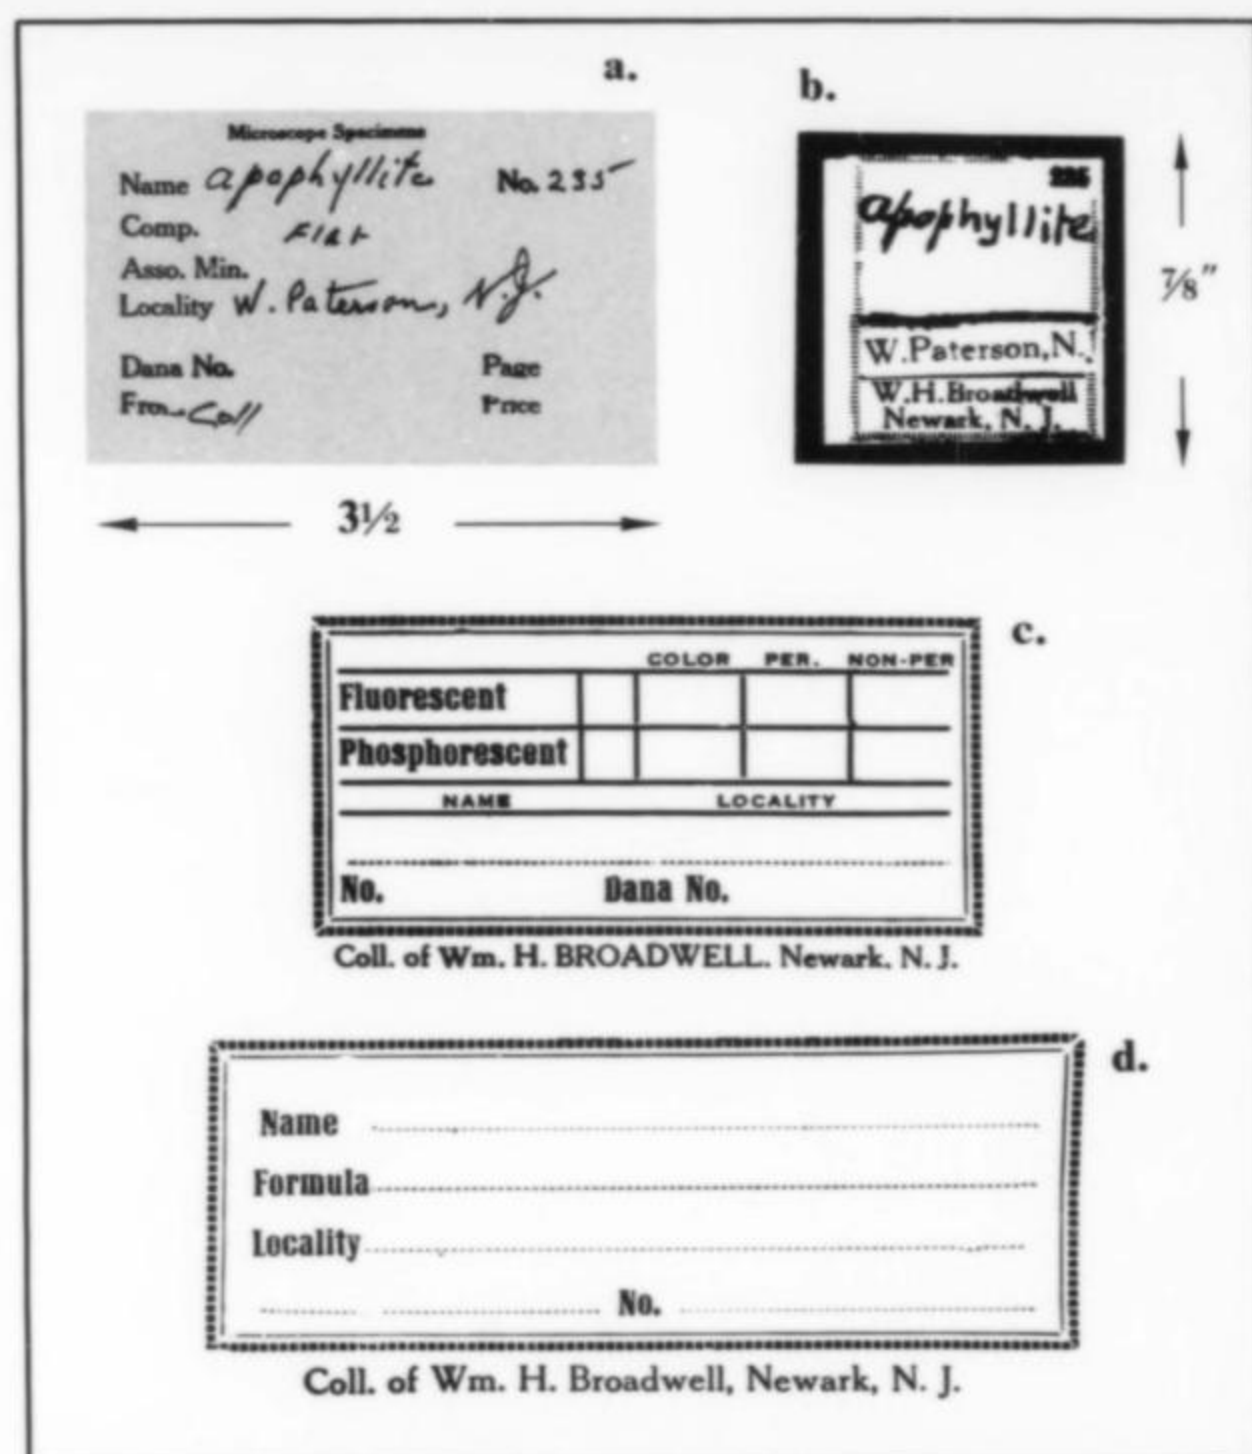 a.
Microscope Specimens
Name apophyllite No. 235
Comp. Flat
Asso. Min.
Locality W. Paterson, N.J.
Dana No. Page
From Coll Price
3½
b.
235
apophyllite
W.Paterson,N.
W.H.Broadwell
Newark, N. J.
⅞"
c.
COLOR PER. NON-PER
Fluorescent
Phosphorescent
NAME LOCALITY
No. Dana No.
Coll. of Wm. H. BROADWELL. Newark. N. J.
d.
Name
Formula
Locality
No.
Coll. of Wm. H. Broadwell, Newark, N. J.